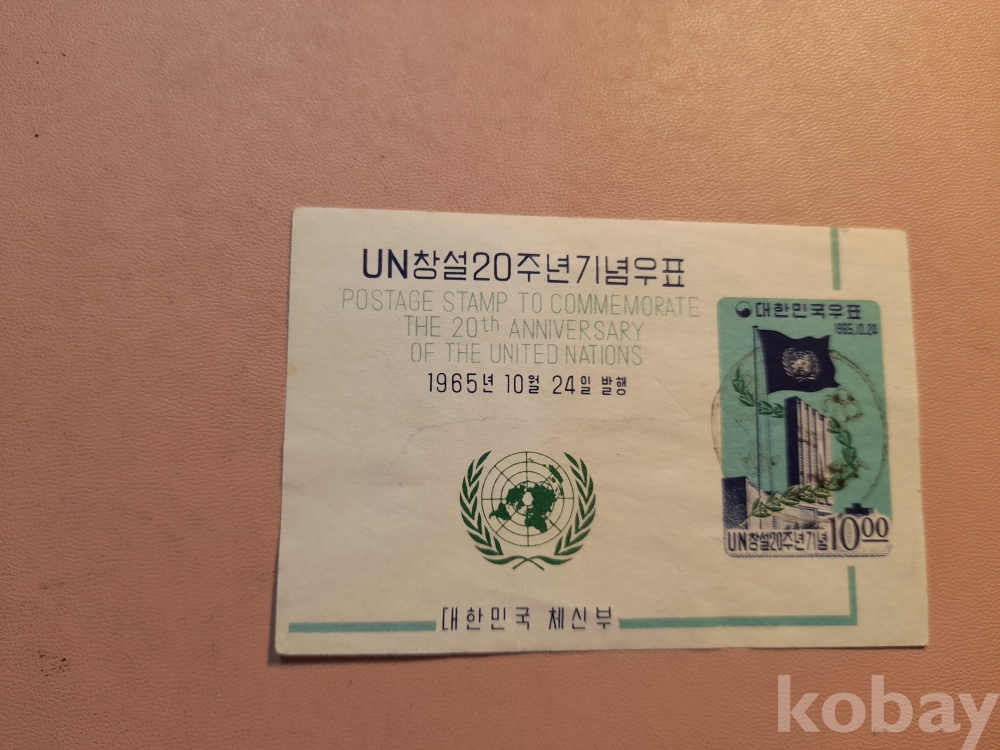 UN창설20주년기념우표
POSTAGE STAMP TO COMMEMORATE
THE 20th ANNIVERSARY
OF THE UNITED NATIONS
1965년 10월 24일 발행
대한민국우표
1965.10.24
UN창설20주년기념 1000
대한민국 체신부
kobay